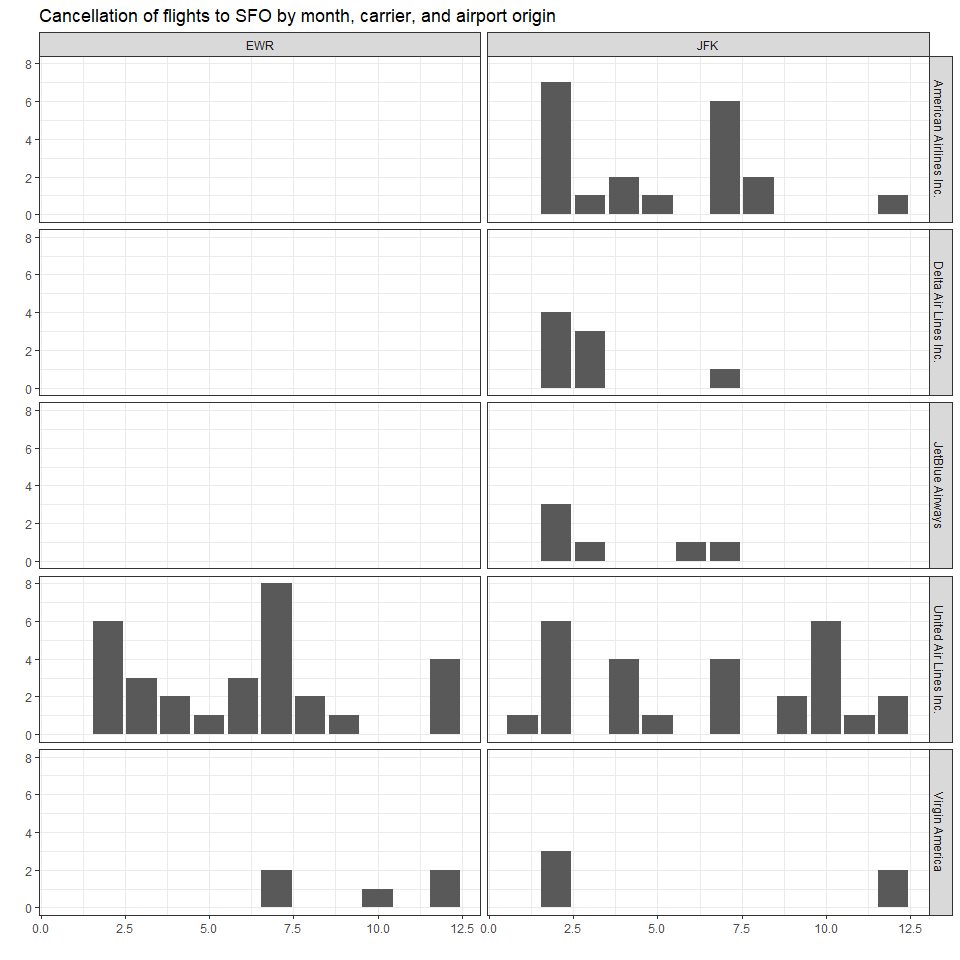 Cancellation of flights to SFO by month, carrier, and airport origin
EWR
JFK
8
6
4
2
0
American Airlines Inc.
8
6
4
2
0
Delta Air Lines Inc.
8
6
4
2
0
JetBlue Airways
8
6
4
2
0
United Air Lines Inc.
8
6
4
2
0
Virgin America
0.0 2.5 5.0 7.5 10.0 12.5
0.0 2.5 5.0 7.5 10.0 12.5